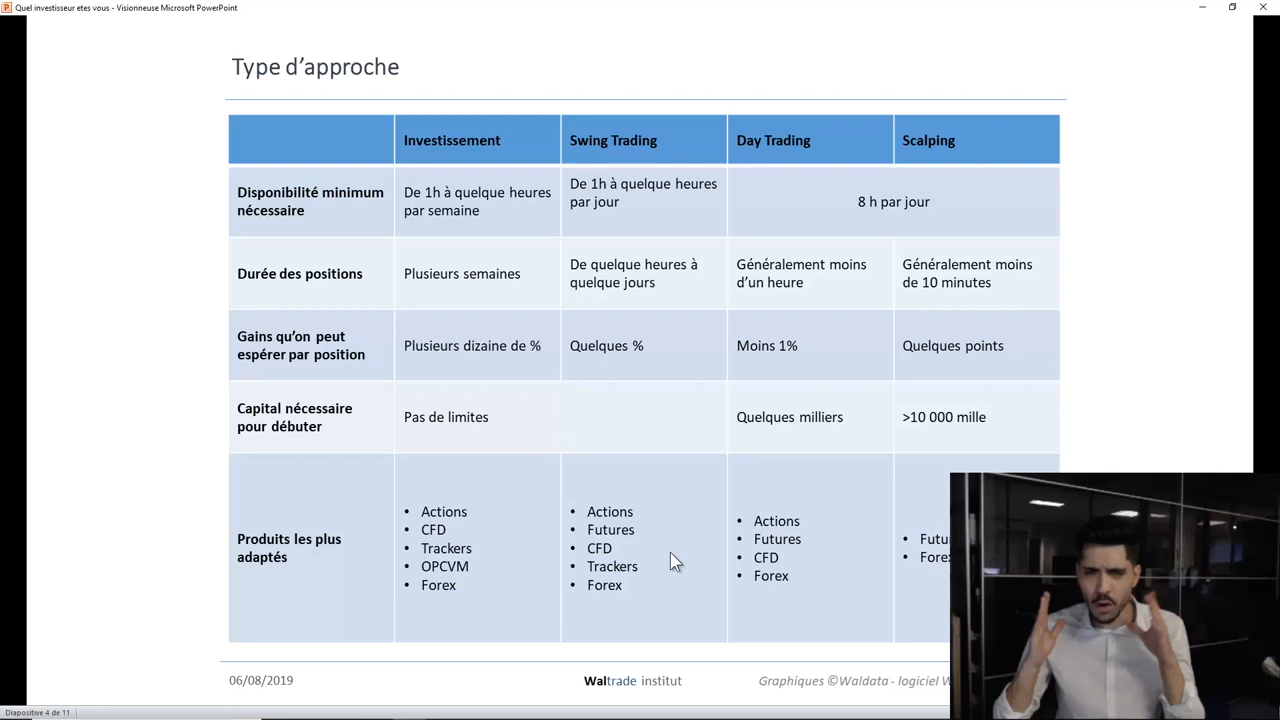 Quel investisseur etes vous - Visionneuse Microsoft PowerPoint
Type d'approche
Investissement
Swing Trading
Day Trading
Scalping
Disponibilité minimum
nécessaire
De 1h à quelque heures
par semaine
De 1h à quelque heures
par jour
8 h par jour
Durée des positions
Plusieurs semaines
De quelque heures à
quelque jours
Généralement moins
d'un heure
Généralement moins
de 10 minutes
Gains qu'on peut
espérer par position
Plusieurs dizaine de %
Quelques %
Moins 1%
Quelques points
Capital nécessaire
pour débuter
Pas de limites
Quelques milliers
>10 000 mille
Produits les plus
adaptés
• Actions
• CFD
• Trackers
• OPCVM
• Forex
• Actions
• Futures
• CFD
• Trackers
• Forex
• Actions
• Futures
• CFD
• Forex
06/08/2019
Waltrade institut
Graphiques ©Waldata - logiciel
Diapositive 4 de 11